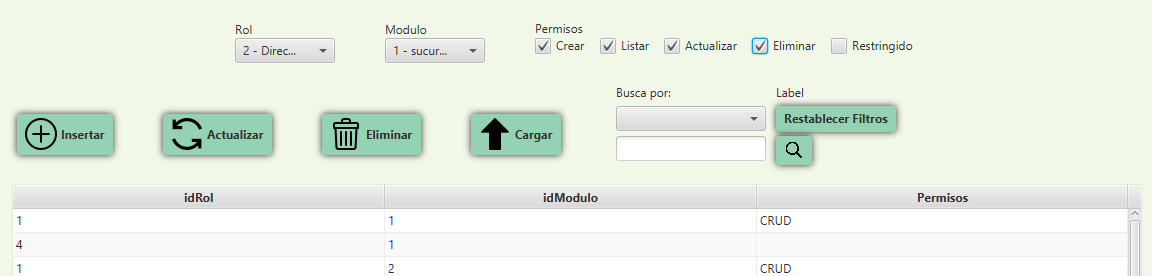 Rol
Modulo
Permisos
2 - Direc...
1 - sucur...
Crear
Listar
Actualizar
Eliminar
Restringido
Busca por:
Label
Insertar
Actualizar
Eliminar
Cargar
Restablecer Filtros
idRol idModulo Permisos
1 1 CRUD
4 1
1 2 CRUD